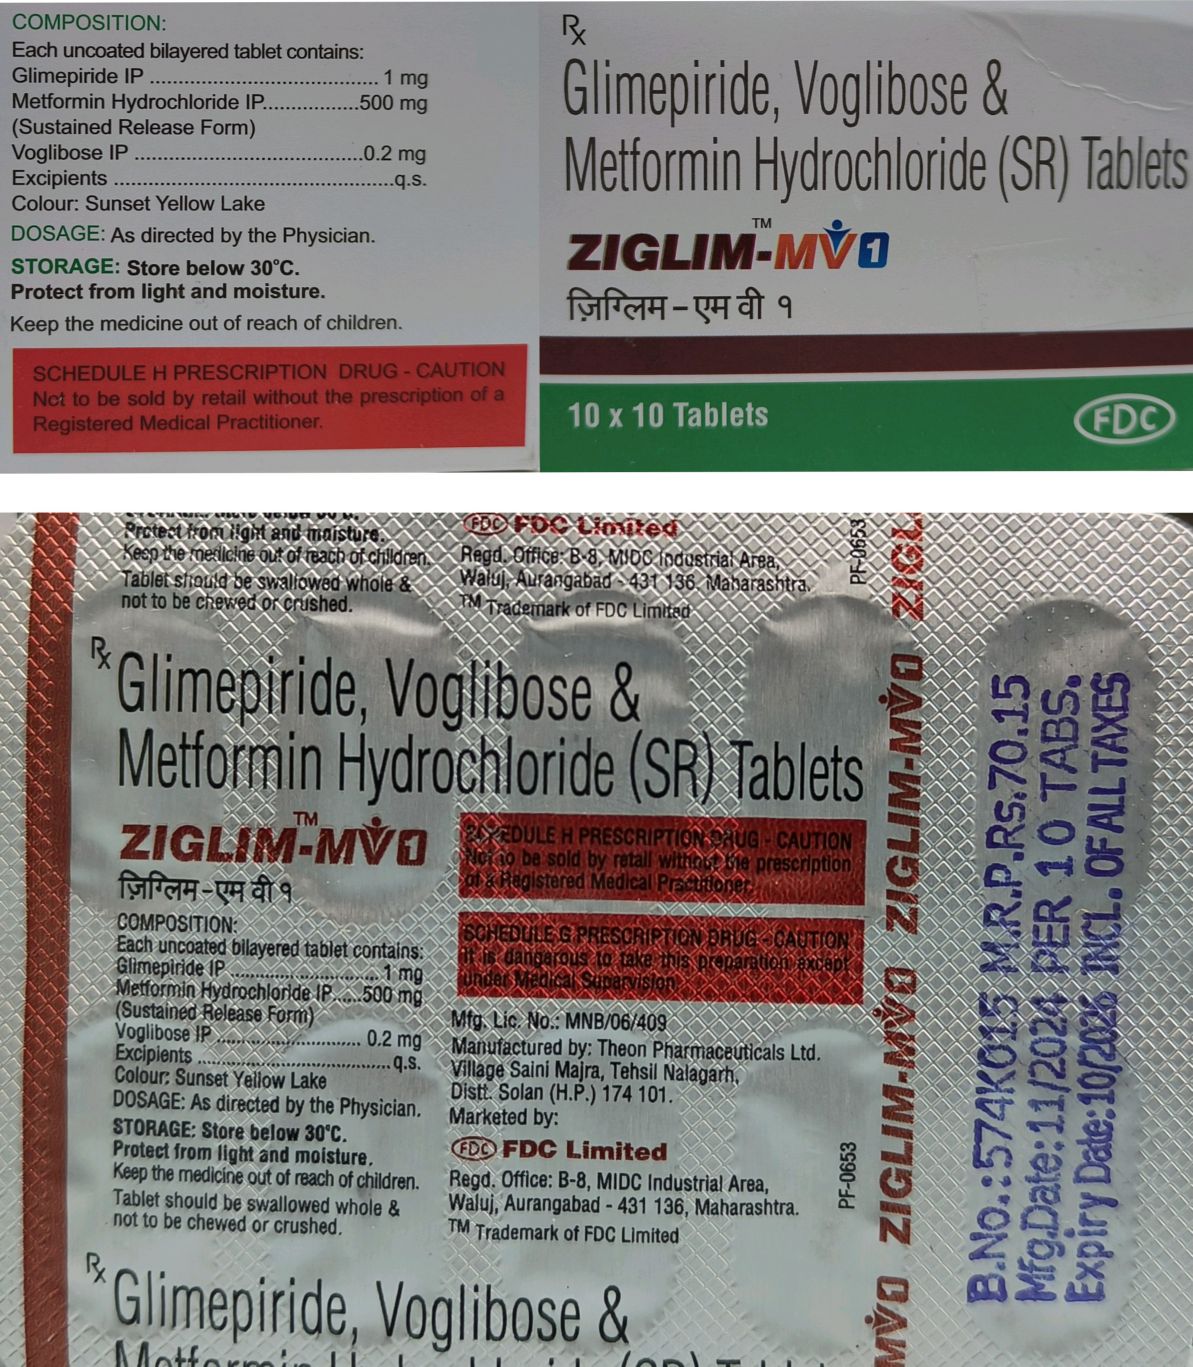 COMPOSITION:
Each uncoated bilayered tablet contains:
Glimepiride IP ....................................... 1 mg
Metformin Hydrochloride IP................500 mg
(Sustained Release Form)
Voglibose IP .......................................0.2 mg
Excipients ................................................q.s.
Colour: Sunset Yellow Lake
DOSAGE: As directed by the Physician.
STORAGE: Store below 30°C.
Protect from light and moisture.
Keep the medicine out of reach of children.
SCHEDULE H PRESCRIPTION DRUG - CAUTION
Not to be sold by retail without the prescription of a
Registered Medical Practitioner.
Rx
Glimepiride, Voglibose &
Metformin Hydrochloride (SR) Tablets
ZIGLIM-MV1™
ज़िग्लिम – एम वी १
10 x 10 Tablets
FDC
Protect from light and moisture.
Keep the medicine out of reach of children.
Tablet should be swallowed whole &
not to be chewed or crushed.
FDC FDC Limited
Regd. Office: B-8, MIDC Industrial Area,
Waluj, Aurangabad - 431 136, Maharashtra.
TM Trademark of FDC Limited
PF-0653
Rx
Glimepiride, Voglibose &
Metformin Hydrochloride (SR) Tablets
ZIGLIM-MV1™
ज़िग्लिम – एम वी १
COMPOSITION:
Each uncoated bilayered tablet contains:
Glimepiride IP ........................... 1 mg
Metformin Hydrochloride IP......500 mg
(Sustained Release Form)
Voglibose IP ........................... 0.2 mg
Excipients ....................................q.s.
Colour: Sunset Yellow Lake
DOSAGE: As directed by the Physician.
STORAGE: Store below 30°C.
Protect from light and moisture.
Keep the medicine out of reach of children.
Tablet should be swallowed whole &
not to be chewed or crushed.
SCHEDULE H PRESCRIPTION DRUG - CAUTION
Not to be sold by retail without the prescription
of a Registered Medical Practitioner.
SCHEDULE G PRESCRIPTION DRUG - CAUTION
It is dangerous to take this preparation except
under Medical Supervision
Mfg. Lic. No.: MNB/06/409
Manufactured by: Theon Pharmaceuticals Ltd.
Village Saini Majra, Tehsil Nalagarh,
Distt. Solan (H.P.) 174 101.
Marketed by:
FDC FDC Limited
Regd. Office: B-8, MIDC Industrial Area,
Waluj, Aurangabad - 431 136, Maharashtra.
TM Trademark of FDC Limited
PF-0653
Rx
Glimepiride, Voglibose &
Metformin Hydrochloride (SR) Tablets
MV1 ZIGLIM-MV1 ZIGLIM-MV1 ZIGL
B.No.:574K015 M.R.P.Rs.70.15
Mfg.Date:11/2024 PER 10 TABS.
Expiry Date:10/2026 INCL. OF ALL TAXES